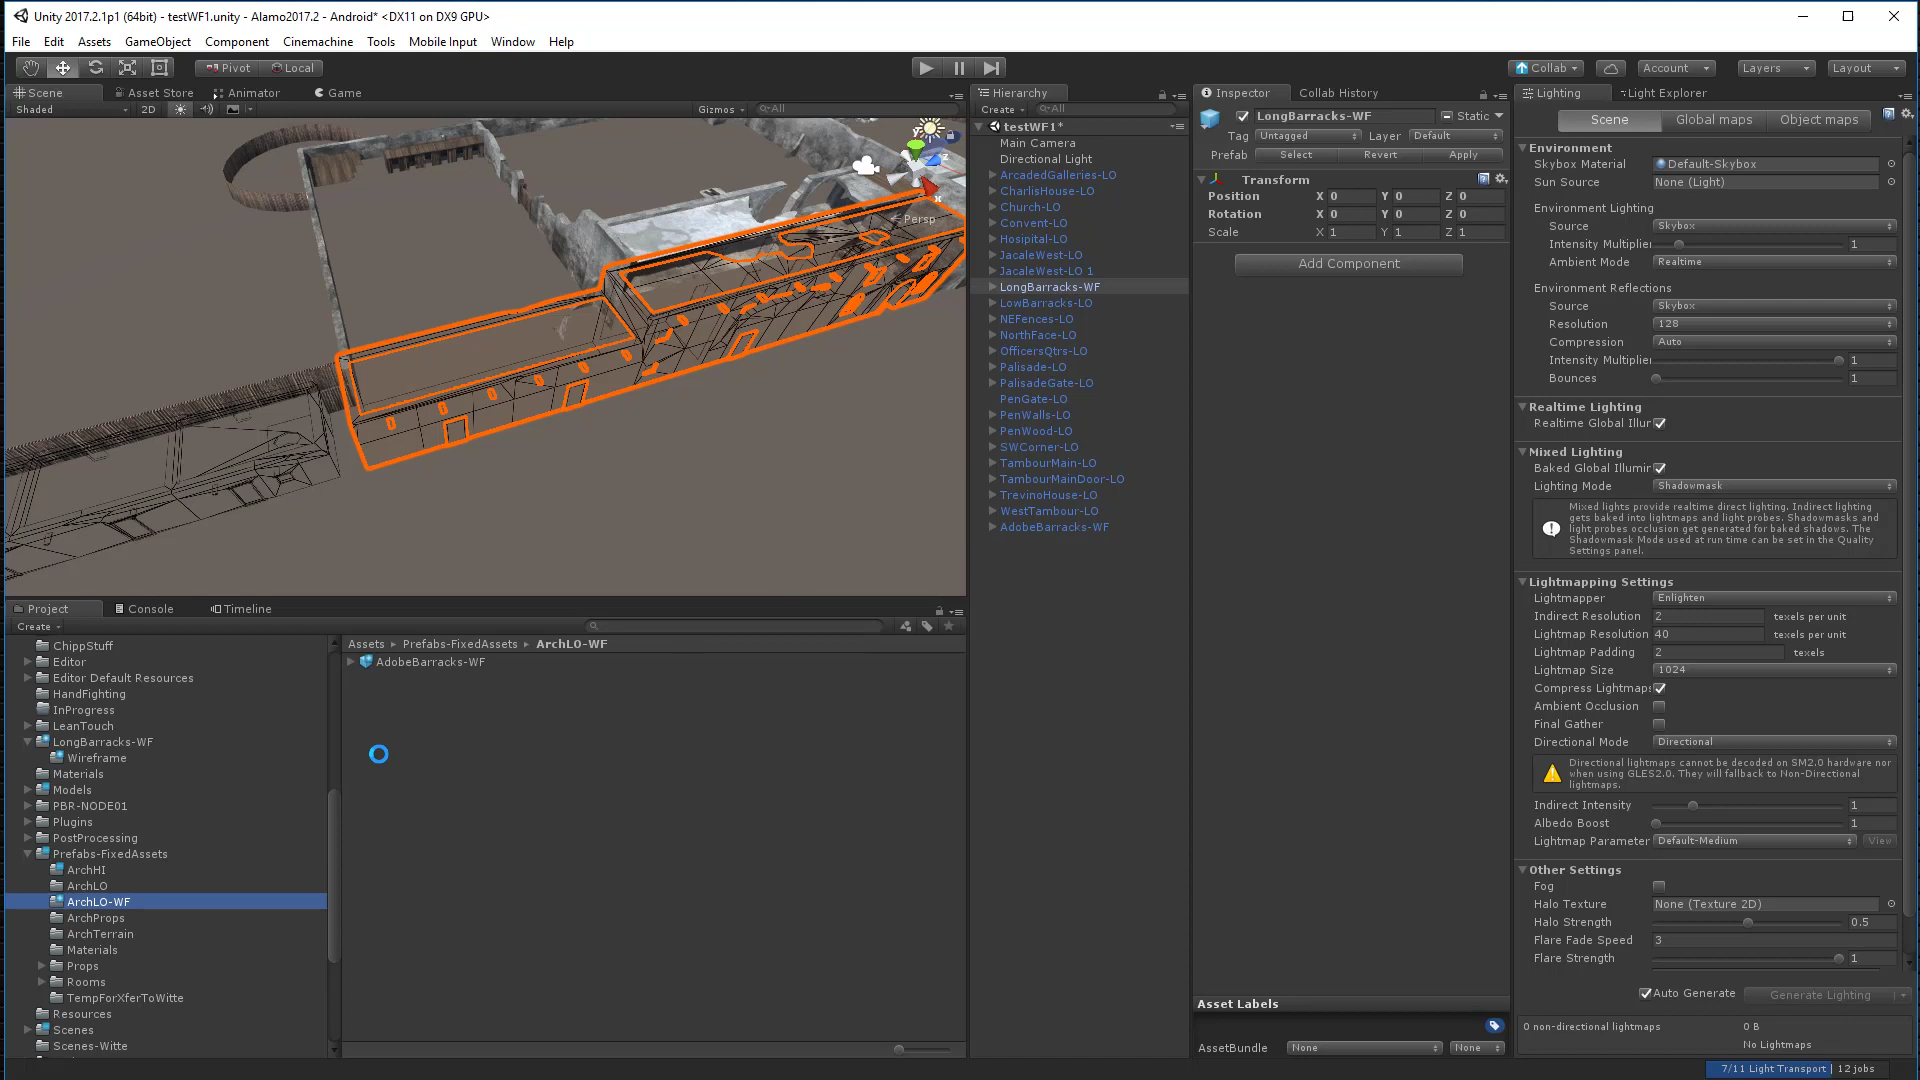 Unity 2017.2.1p1 (64bit) - testWF1.unity - Alamo2017.2 - Android* <DX11 on DX9 GPU>
File Edit Assets GameObject Component Cinemachine Tools Mobile Input Window Help
Pivot Local Collab Account Layers Layout
Scene Asset Store Animator Game
Shaded 2D Gizmos All
Persp
Hierarchy
Create All
testWF1*
Main Camera
Directional Light
ArcadedGalleries-LO
CharlisHouse-LO
Church-LO
Convent-LO
Hosipital-LO
JacaleWest-LO
JacaleWest-LO 1
LongBarracks-WF
LowBarracks-LO
NEFences-LO
NorthFace-LO
OfficersQtrs-LO
Palisade-LO
PalisadeGate-LO
PenGate-LO
PenWalls-LO
PenWood-LO
SWCorner-LO
TambourMain-LO
TambourMainDoor-LO
TrevinoHouse-LO
WestTambour-LO
AdobeBarracks-WF
Inspector Collab History
LongBarracks-WF Static
Tag Untagged Layer Default
Prefab Select Revert Apply
Transform
Position X 0 Y 0 Z 0
Rotation X 0 Y 0 Z 0
Scale X 1 Y 1 Z 1
Add Component
Asset Labels
AssetBundle None None
Lighting Light Explorer
Scene Global maps Object maps
Environment
Skybox Material Default-Skybox
Sun Source None (Light)
Environment Lighting
Source Skybox
Intensity Multiplier 1
Ambient Mode Realtime
Environment Reflections
Source Skybox
Resolution 128
Compression Auto
Intensity Multiplier 1
Bounces 1
Realtime Lighting
Realtime Global Illur
Mixed Lighting
Baked Global Illumir
Lighting Mode Shadowmask
Mixed lights provide realtime direct lighting. Indirect lighting
gets baked into lightmaps and light probes. Shadowmasks and
light probes occlusion get generated for baked shadows. The
Shadowmask Mode used at run time can be set in the Quality
Settings panel.
Lightmapping Settings
Lightmapper Enlighten
Indirect Resolution 2 texels per unit
Lightmap Resolution 40 texels per unit
Lightmap Padding 2 texels
Lightmap Size 1024
Compress Lightmaps
Ambient Occlusion
Final Gather
Directional Mode Directional
Directional lightmaps cannot be decoded on SM2.0 hardware nor
when using GLES2.0. They will fallback to Non-Directional
lightmaps.
Indirect Intensity 1
Albedo Boost 1
Lightmap Parameter Default-Medium View
Other Settings
Fog
Halo Texture None (Texture 2D)
Halo Strength 0.5
Flare Fade Speed 3
Flare Strength 1
Auto Generate Generate Lighting
0 non-directional lightmaps 0 B
No Lightmaps
7/11 Light Transport | 12 jobs
Project Console Timeline
Create
ChippStuff
Editor
Editor Default Resources
HandFighting
InProgress
LeanTouch
LongBarracks-WF
Wireframe
Materials
Models
PBR-NODE01
Plugins
PostProcessing
Prefabs-FixedAssets
ArchHI
ArchLO
ArchLO-WF
ArchProps
ArchTerrain
Materials
Props
Rooms
TempForXferToWitte
Resources
Scenes
Scenes-Witte
Assets Prefabs-FixedAssets ArchLO-WF
AdobeBarracks-WF